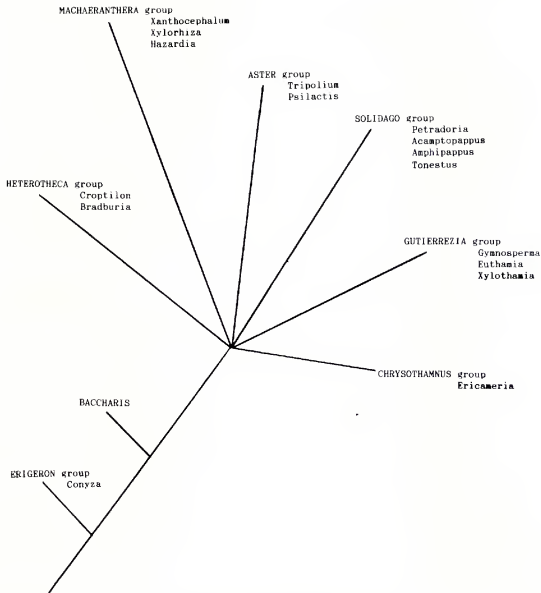 MACHAERANTHERA group
Xanthocephalum
Xylorhiza
Hazardia
ASTER group
Tripolium
Psilactis
SOLIDAGO group
Petradoria
Acamptopappus
Amphipappus
Tonestus
HETEROTHECA group
Croptilon
Bradburia
GUTIERREZIA group
Gymnosperma
Euthamia
Xylothamia
CHRYSOTHAMNUS group
Ericameria
BACCHARIS
ERIGERON group
Conyza